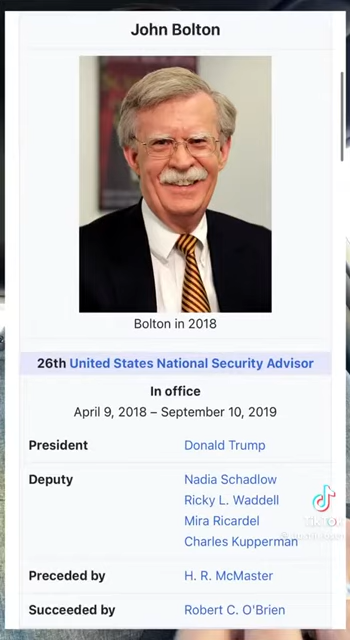 John Bolton
Bolton in 2018
26th United States National Security Advisor
In office
April 9, 2018 – September 10, 2019
President Donald Trump
Deputy Nadia Schadlow
Ricky L. Waddell
Mira Ricardel
Charles Kupperman
TikTok
Preceded by H. R. McMaster
Succeeded by Robert C. O'Brien